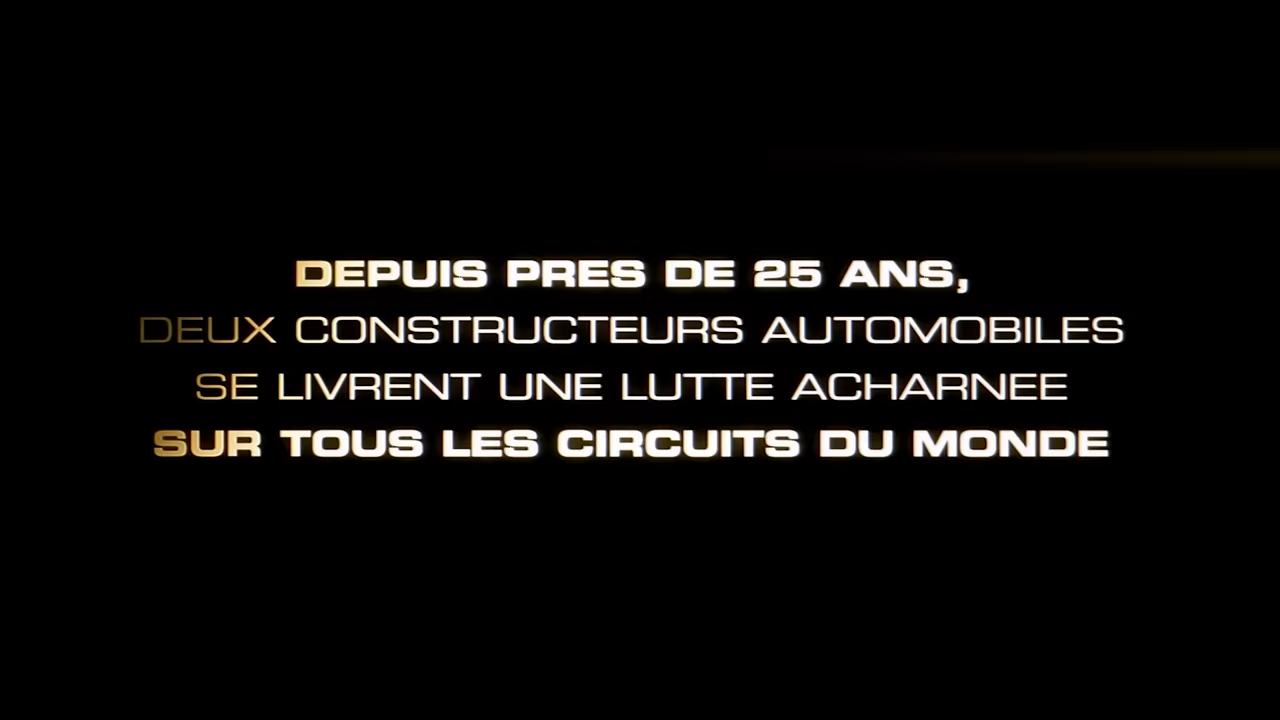 DEPUIS PRES DE 25 ANS,
DEUX CONSTRUCTEURS AUTOMOBILES
SE LIVRENT UNE LUTTE ACHARNEE
SUR TOUS LES CIRCUITS DU MONDE